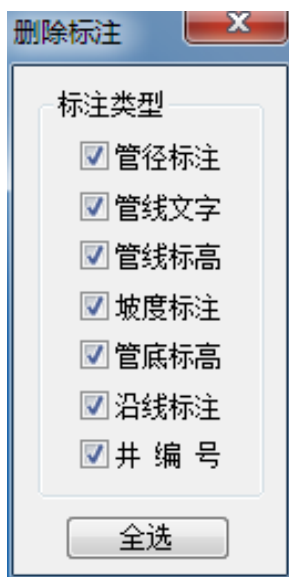 删除标注
标注类型
管径标注
管线文字
管线标高
坡度标注
管底标高
沿线标注
井 编 号
全选